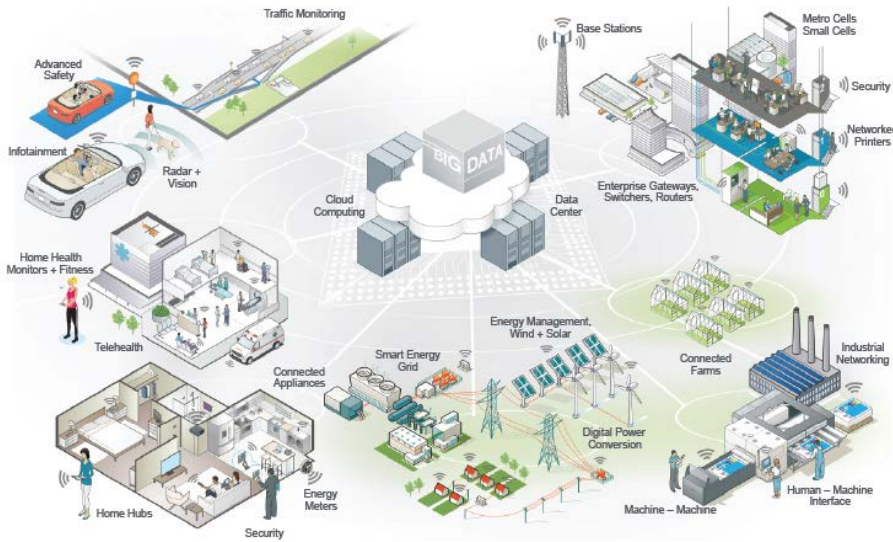 Traffic Monitoring
Advanced
Safety
Infotainment
Radar +
Vision
Base Stations
Metro Cells
Small Cells
Security
Networked
Printers
Enterprise Gateways,
Switchers, Routers
BIG DATA
Cloud
Computing
Data
Center
Home Health
Monitors + Fitness
Telehealth
Connected
Appliances
Smart Energy
Grid
Energy Management,
Wind + Solar
Digital Power
Conversion
Connected
Farms
Industrial
Networking
Home Hubs
Security
Energy
Meters
Machine – Machine
Human – Machine
Interface